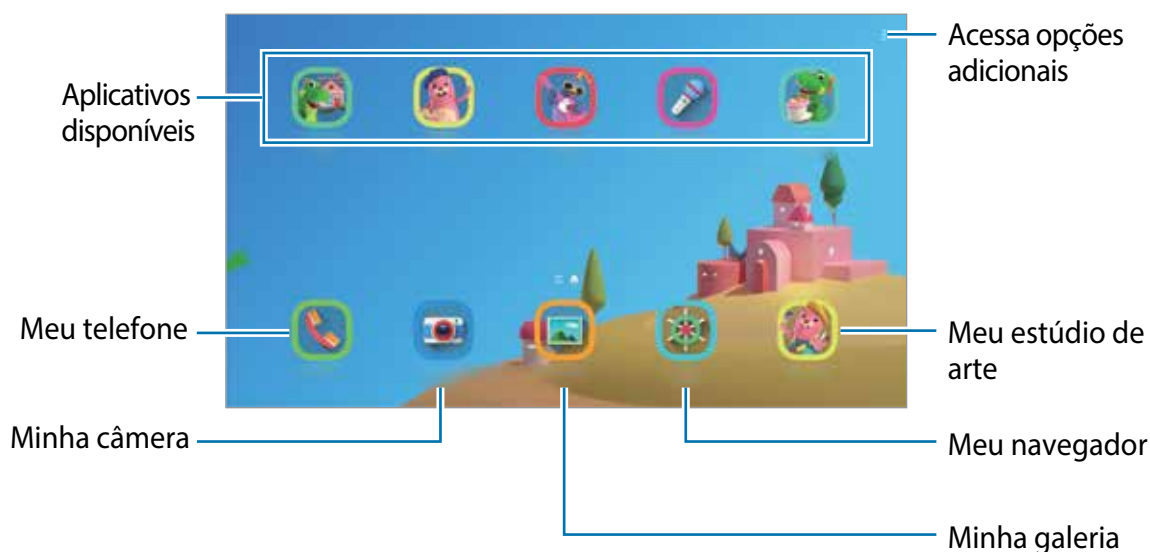 Acessa opções
adicionais
Aplicativos
disponíveis
Meu telefone
Meu estúdio de
arte
Minha câmera
Meu navegador
Minha galeria